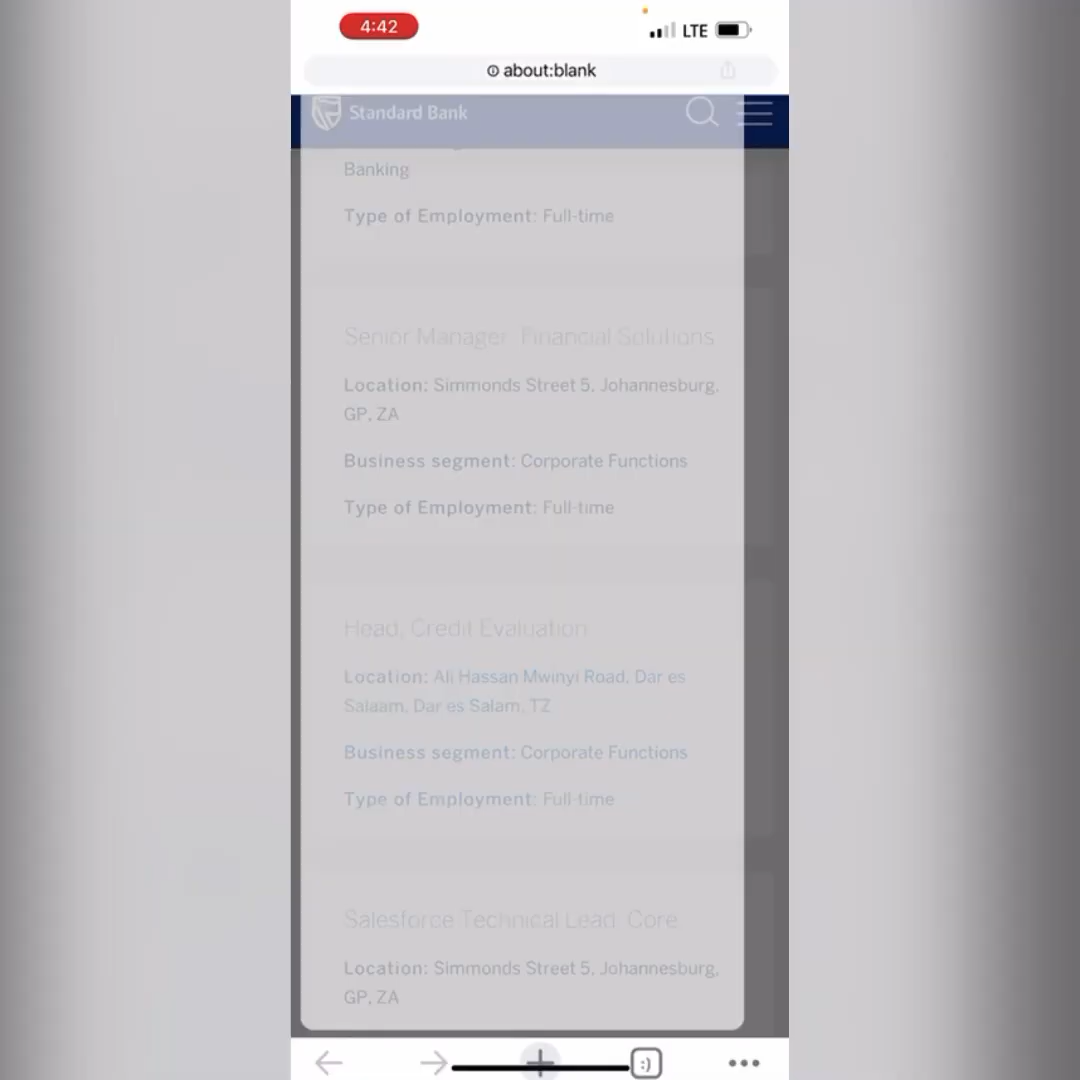 4:42
LTE
about:blank
Standard Bank
Banking
Type of Employment: Full-time
Senior Manager, Financial Solutions
Location: Simmonds Street 5, Johannesburg,
GP, ZA
Business segment: Corporate Functions
Type of Employment: Full-time
Head, Credit Evaluation
Location: Ali Hassan Mwinyi Road, Dar es
Salaam, Dar es Salam, TZ
Business segment: Corporate Functions
Type of Employment: Full-time
Salesforce Technical Lead, Core
Location: Simmonds Street 5, Johannesburg,
GP, ZA
:)